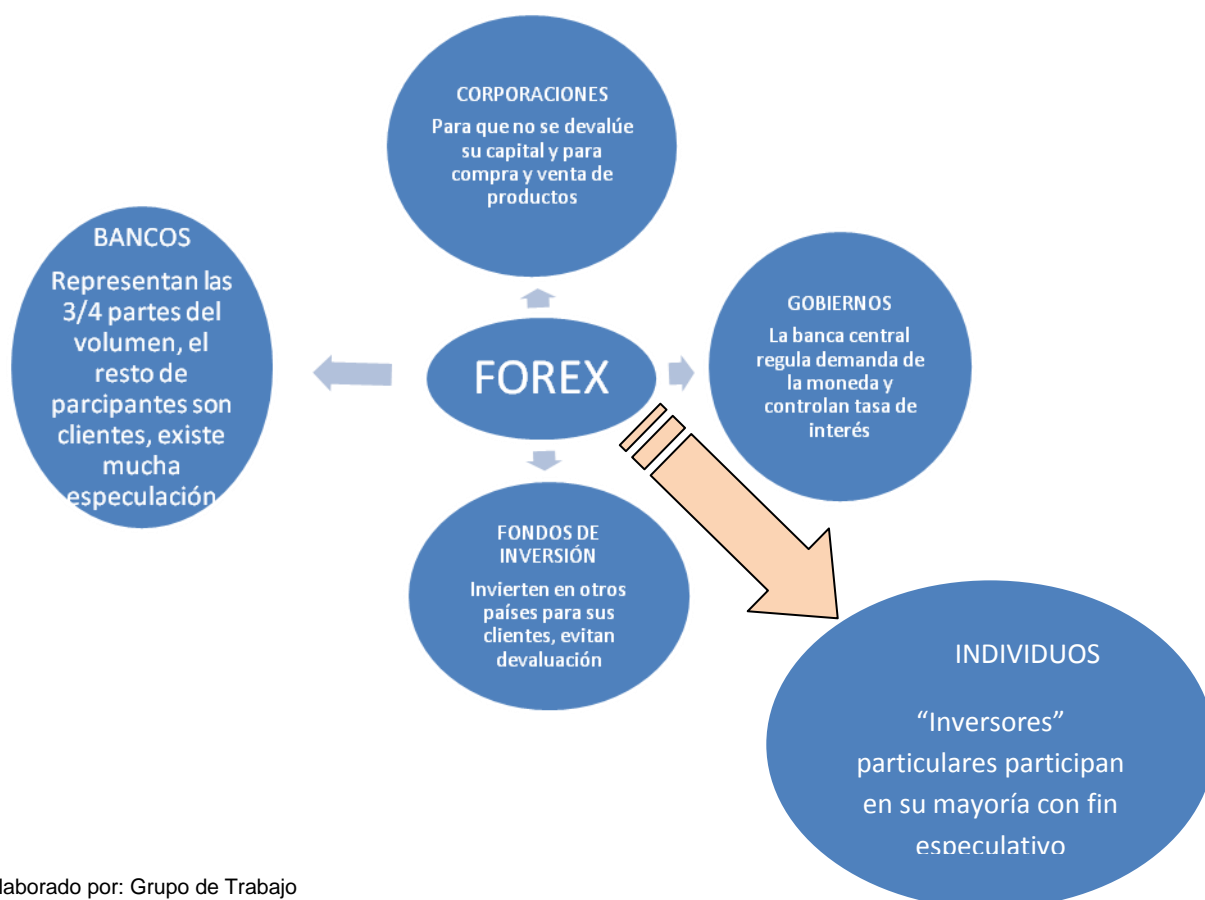 CORPORACIONES
Para que no se devalúe
su capital y para
compra y venta de
productos
BANCOS
Representan las
3/4 partes del
volumen, el
resto de
parcipantes son
clientes, existe
mucha
especulación
FOREX
GOBIERNOS
La banca central
regula demanda de
la moneda y
controlan tasa de
interés
FONDOS DE
INVERSIÓN
Invierten en otros
países para sus
clientes, evitan
devaluación
INDIVIDUOS
“Inversores”
particulares participan
en su mayoría con fin
especulativo
laborado por: Grupo de Trabajo